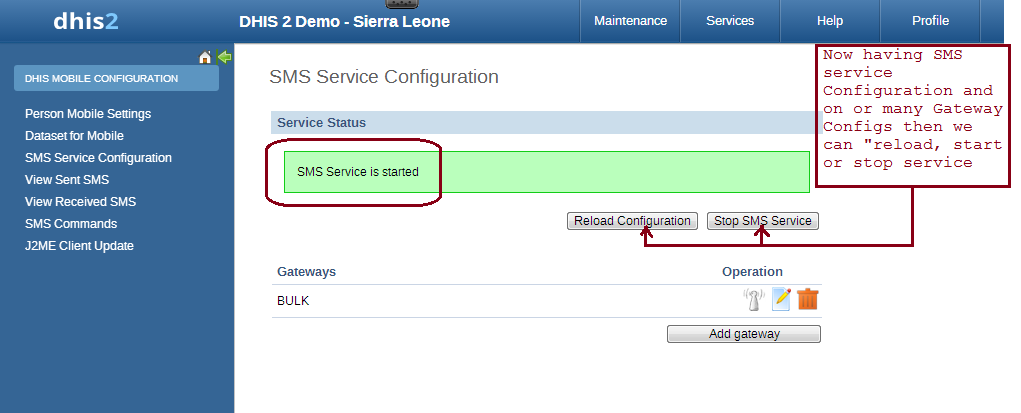 dhis2
DHIS 2 Demo - Sierra Leone
Maintenance
Services
Help
Profile
DHIS MOBILE CONFIGURATION
Person Mobile Settings
Dataset for Mobile
SMS Service Configuration
View Sent SMS
View Received SMS
SMS Commands
J2ME Client Update
SMS Service Configuration
Service Status
SMS Service is started
Reload Configuration
Stop SMS Service
Gateways
Operation
BULK
Add gateway
Now having SMS
service
Configuration and
on or many Gateway
Configs then we
can "reload, start
or stop service